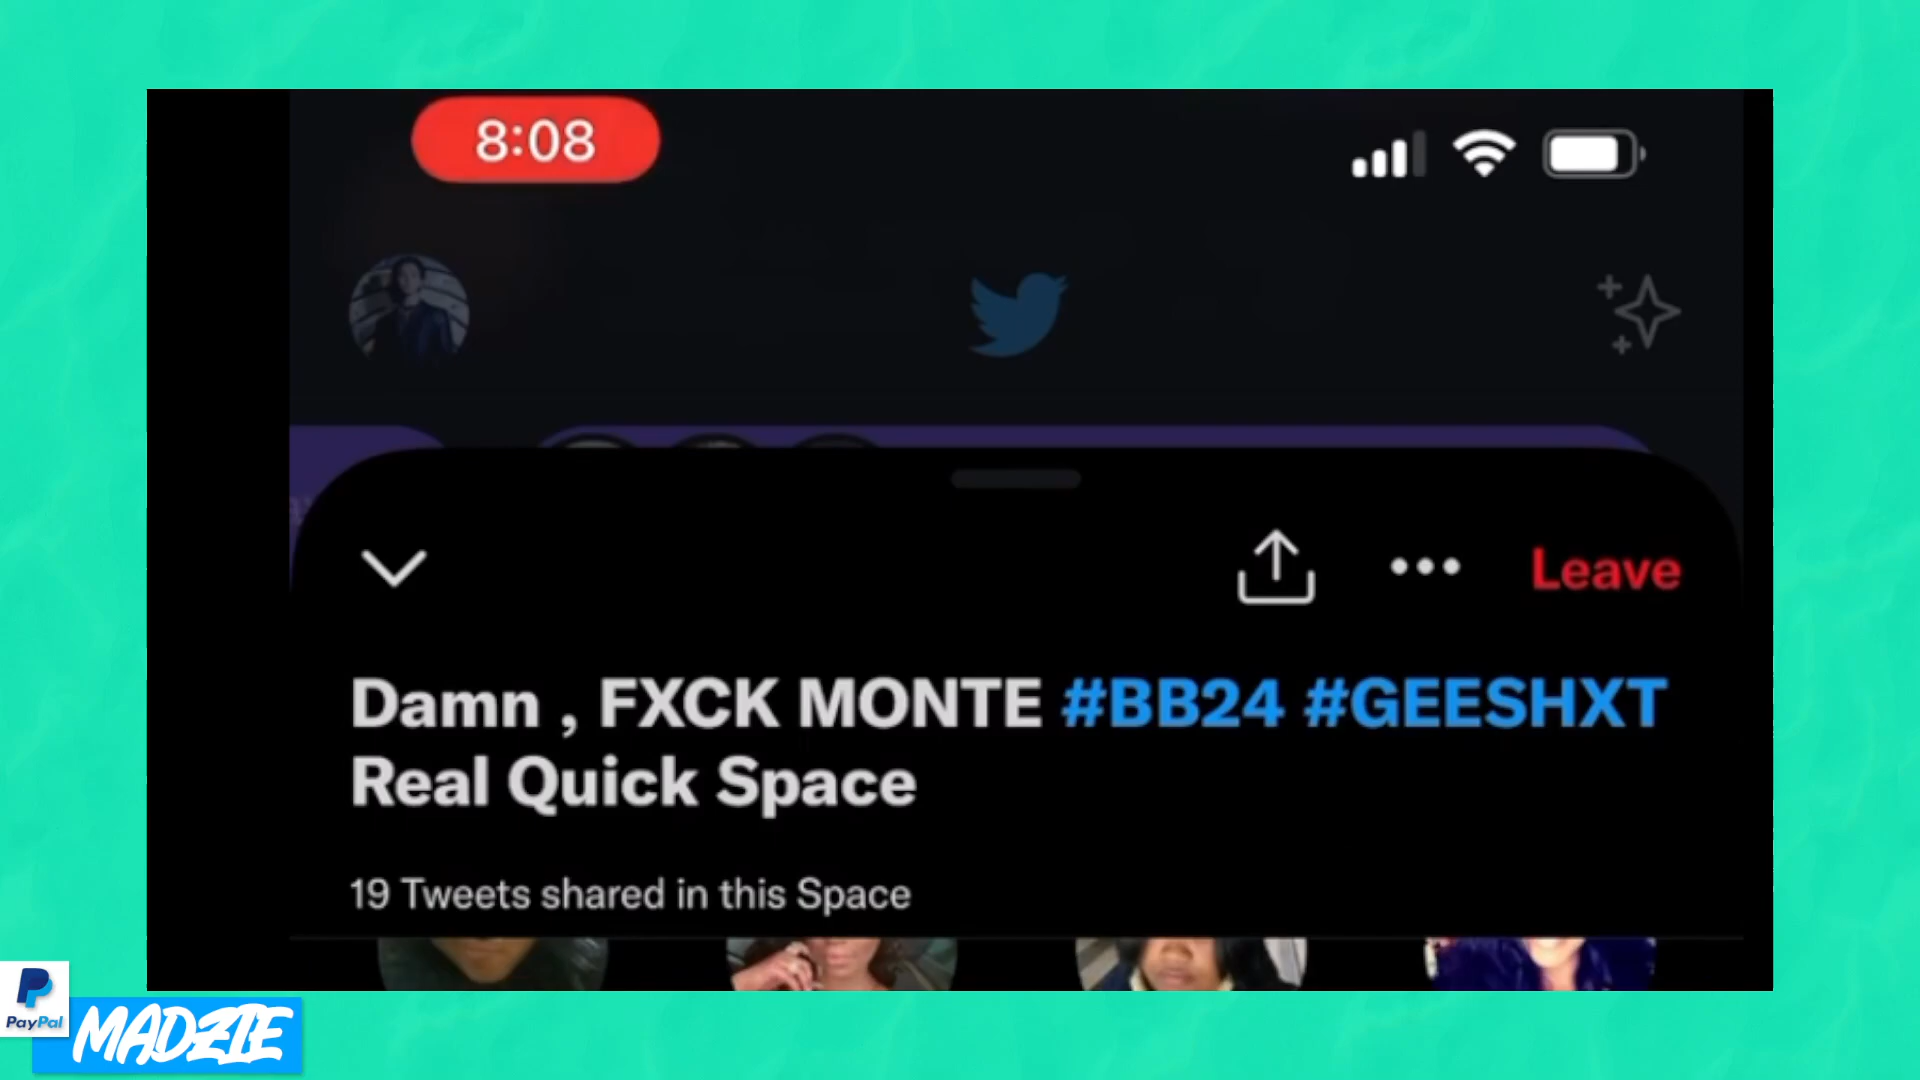 8:08
Leave
Damn , FXCK MONTE #BB24 #GEESHXT
Real Quick Space
19 Tweets shared in this Space
PayPal
MADZIE